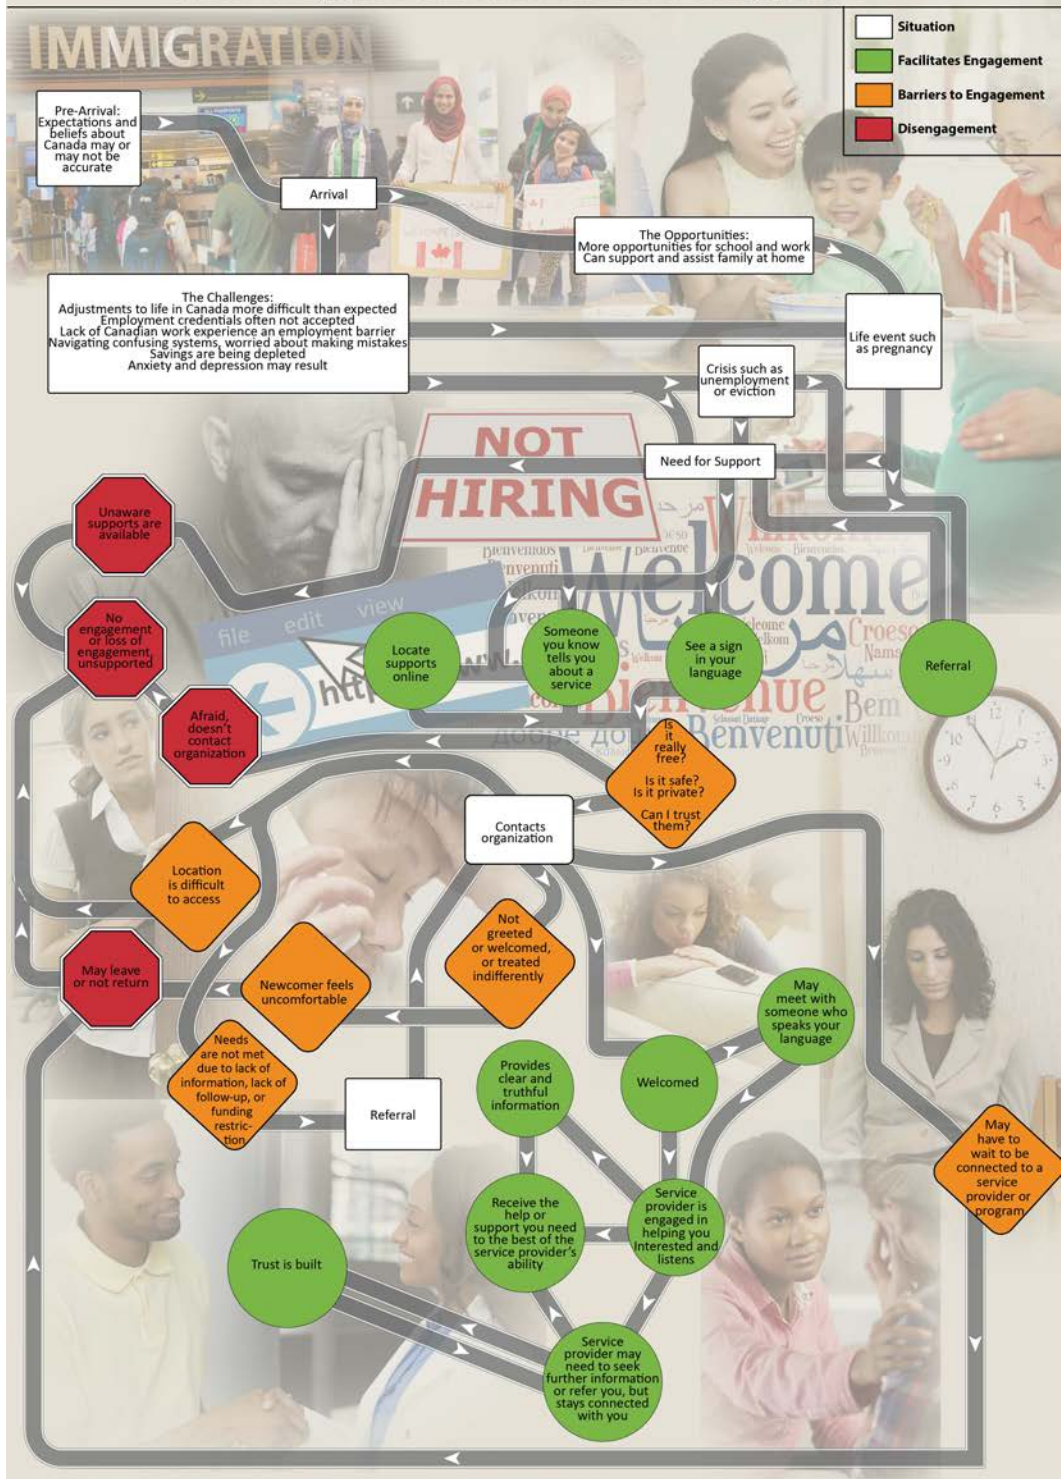 Situation
Facilitates Engagement
Barriers to Engagement
Disengagement
IMMIGRATION
Pre-Arrival:
Expectations and
beliefs about
Canada may or
may not be
accurate
Arrival
The Opportunities:
More opportunities for school and work
Can support and assist family at home
The Challenges:
Adjustments to life in Canada more difficult than expected
Employment credentials often not accepted
Lack of Canadian work experience an employment barrier
Navigating confusing systems, worried about making mistakes
Savings are being depleted
Anxiety and depression may result
Life event such
as pregnancy
Crisis such as
unemployment
or eviction
Need for Support
NOT
HIRING
Unaware
supports are
available
No
engagement
or loss of
engagement,
unsupported
Afraid,
doesn't
contact
organization
file edit view
http
www.
Welcome
Bienvenue
Benvenuti
Croeso
Bem
Locate
supports
online
Someone
you know
tells you
about a
service
See a sign
in your
language
Referral
Is
it
really
free?
Is it safe?
Is it private?
Can I trust
them?
12
Contacts
organization
Location
is difficult
to access
Not
greeted
or welcomed,
or treated
indifferently
May leave
or not return
Newcomer feels
uncomfortable
May
meet with
someone who
speaks your
language
Needs
are not met
due to lack of
information, lack of
follow-up, or
funding
restric-
tion
Referral
Provides
clear and
truthful
information
Welcomed
May
have to
wait to be
connected to a
service
provider or
program
Receive the
help or
support you need
to the best of the
service provider's
ability
Service
provider is
engaged in
helping you
Interested and
listens
Trust is built
Service
provider may
need to seek
further information
or refer you, but
stays connected
with you